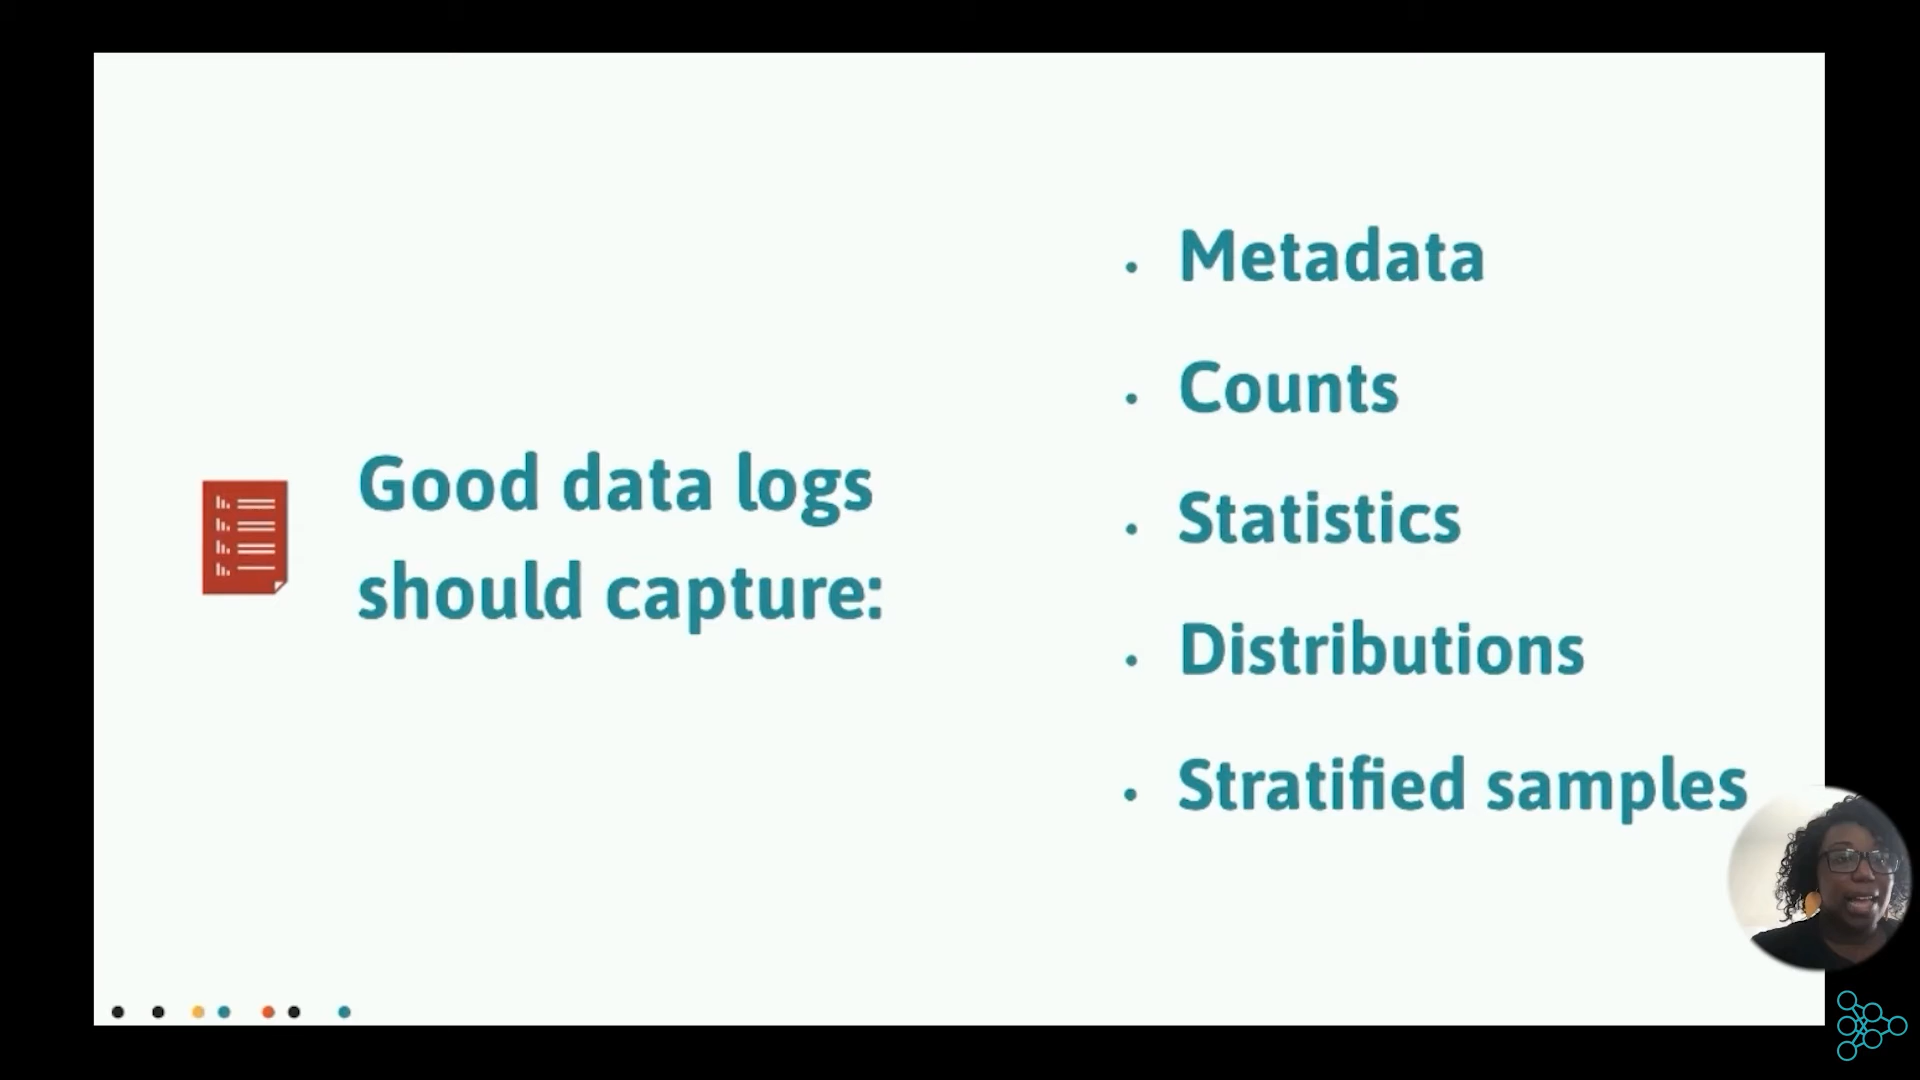 Good data logs
should capture:
Metadata
Counts
Statistics
Distributions
Stratified samples